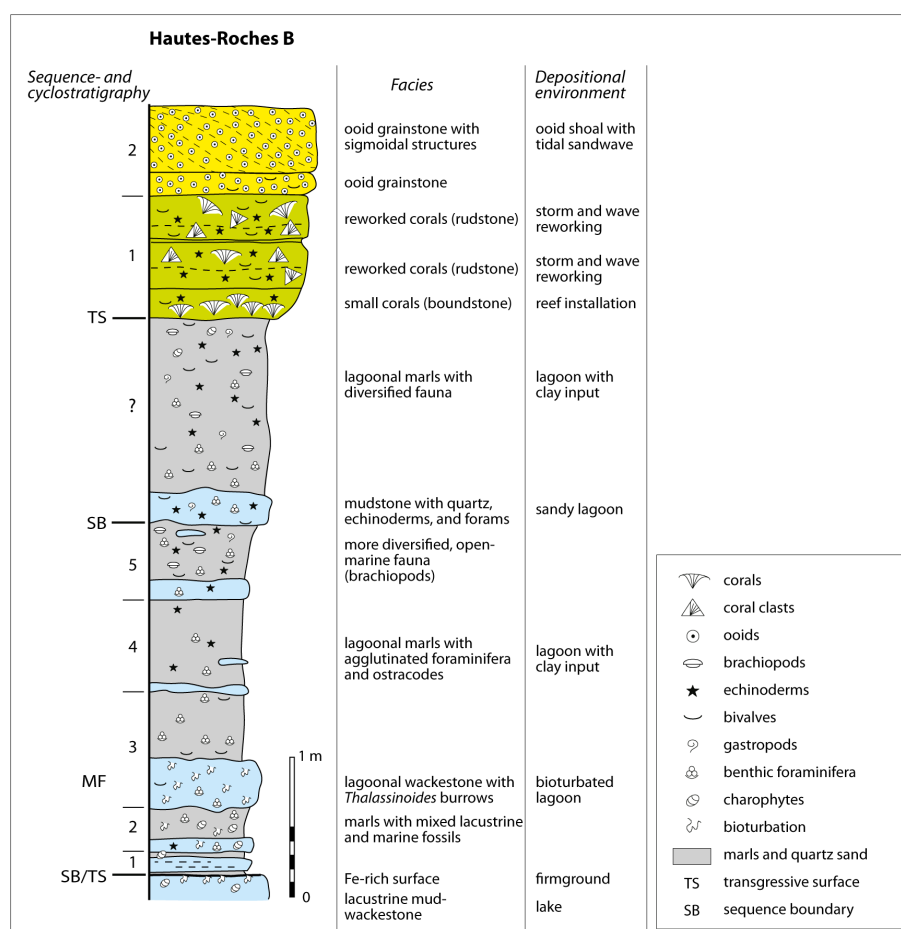 Hautes-Roches B
Sequence- and
cyclostratigraphy
Facies
Depositional
environment
2
ooid grainstone with
sigmoidal structures
ooid shoal with
tidal sandwave
ooid grainstone
1
reworked corals (rudstone)
storm and wave
reworking
reworked corals (rudstone)
storm and wave
reworking
small corals (boundstone)
reef installation
TS
?
lagoonal marls with
diversified fauna
lagoon with
clay input
mudstone with quartz,
echinoderms, and forams
sandy lagoon
SB
5
more diversified, open-
marine fauna
(brachiopods)
4
lagoonal marls with
agglutinated foraminifera
and ostracodes
lagoon with
clay input
3
1 m
MF
lagoonal wackestone with
Thalassinoides burrows
bioturbated
lagoon
2
marls with mixed lacustrine
and marine fossils
1
SB/TS
Fe-rich surface
firmground
0
lacustrine mud-
wackestone
lake
corals
coral clasts
ooids
brachiopods
echinoderms
bivalves
gastropods
benthic foraminifera
charophytes
bioturbation
marls and quartz sand
TS transgressive surface
SB sequence boundary